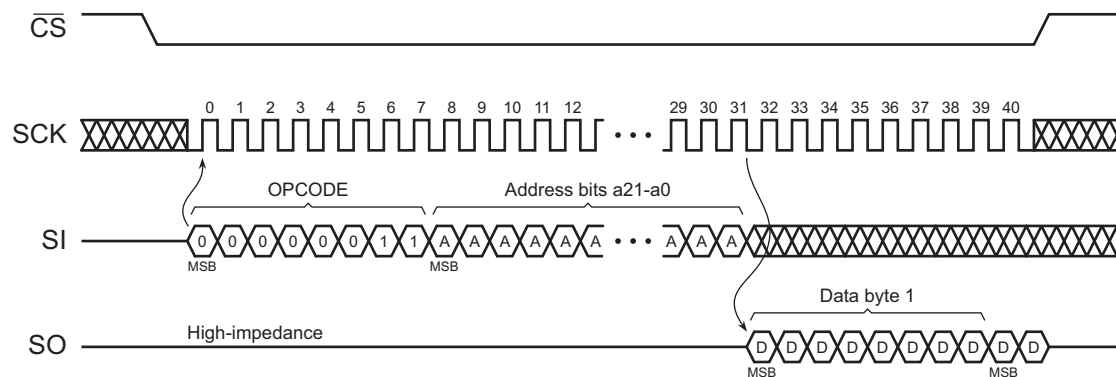 CS
0 1 2 3 4 5 6 7 8 9 10 11 12 29 30 31 32 33 34 35 36 37 38 39 40
SCK
OPCODE Address bits a21-a0
SI 0 0 0 0 0 0 1 1 A A A A A A A A A
MSB MSB
Data byte 1
High-impedance
SO D D D D D D D D D D
MSB MSB